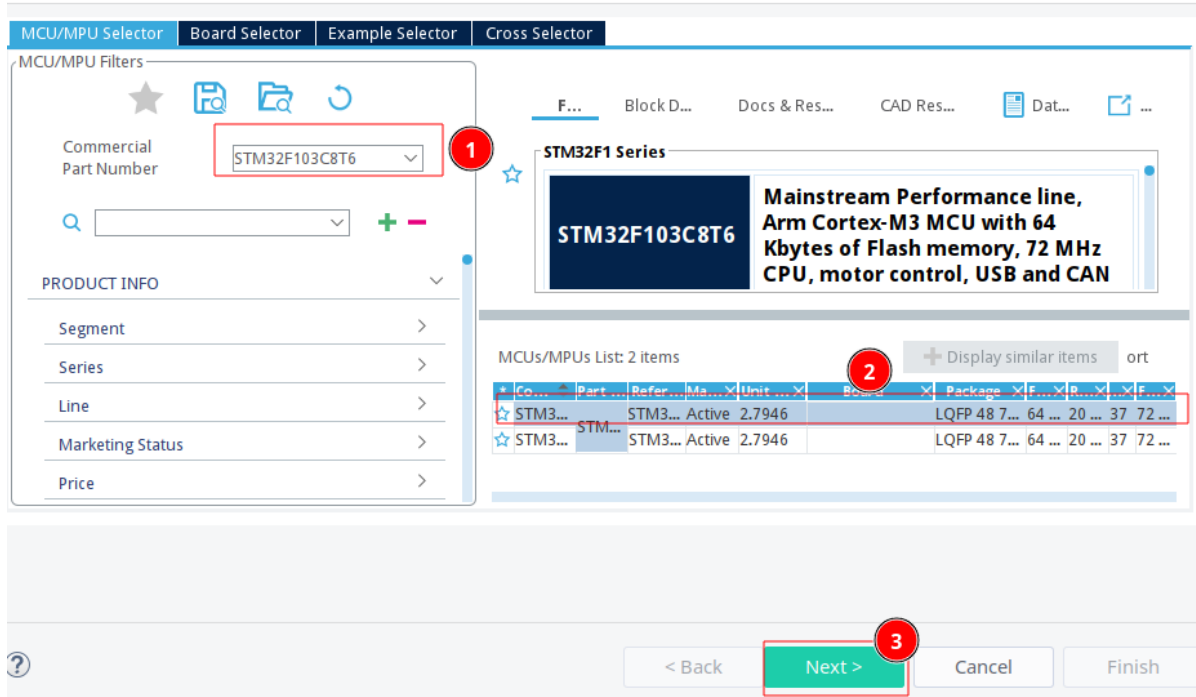 MCU/MPU Selector Board Selector Example Selector Cross Selector
MCU/MPU Filters
Commercial
Part Number
STM32F103C8T6
1
PRODUCT INFO
Segment
Series
Line
Marketing Status
Price
F... Block D... Docs & Res... CAD Res... Dat... ...
STM32F1 Series
STM32F103C8T6
Mainstream Performance line,
Arm Cortex-M3 MCU with 64
Kbytes of Flash memory, 72 MHz
CPU, motor control, USB and CAN
MCUs/MPUs List: 2 items
2
+ Display similar items ort
* Co... Part ... Refer... Ma... X Unit ... X Board X Package X F... X R... X ... X F... X
STM3... STM3... Active 2.7946 LQFP 48 7... 64 ... 20 ... 37 72 ...
STM...
STM3... STM3... Active 2.7946 LQFP 48 7... 64 ... 20 ... 37 72 ...
3
? < Back Next > Cancel Finish